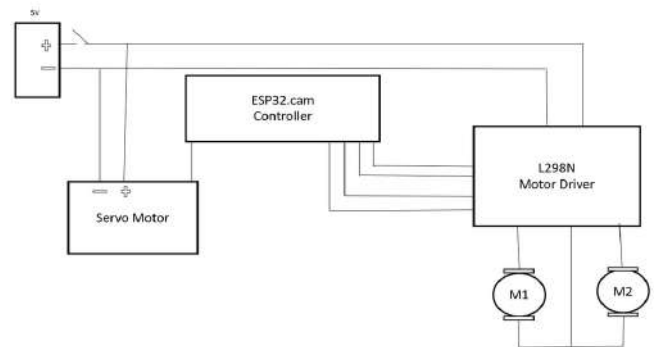 5v
+
−
ESP32.cam
Controller
L298N
Motor Driver
− +
Servo Motor
M1
M2